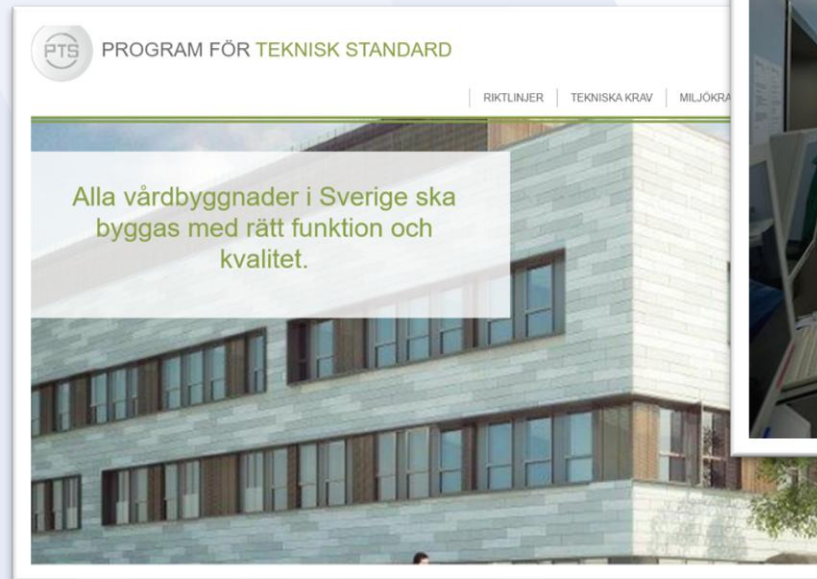 PTS
PROGRAM FÖR TEKNISK STANDARD
RIKTLINJER
TEKNISKA KRAV
Alla vårdbyggnader i Sverige ska
byggas med rätt funktion och
kvalitet.